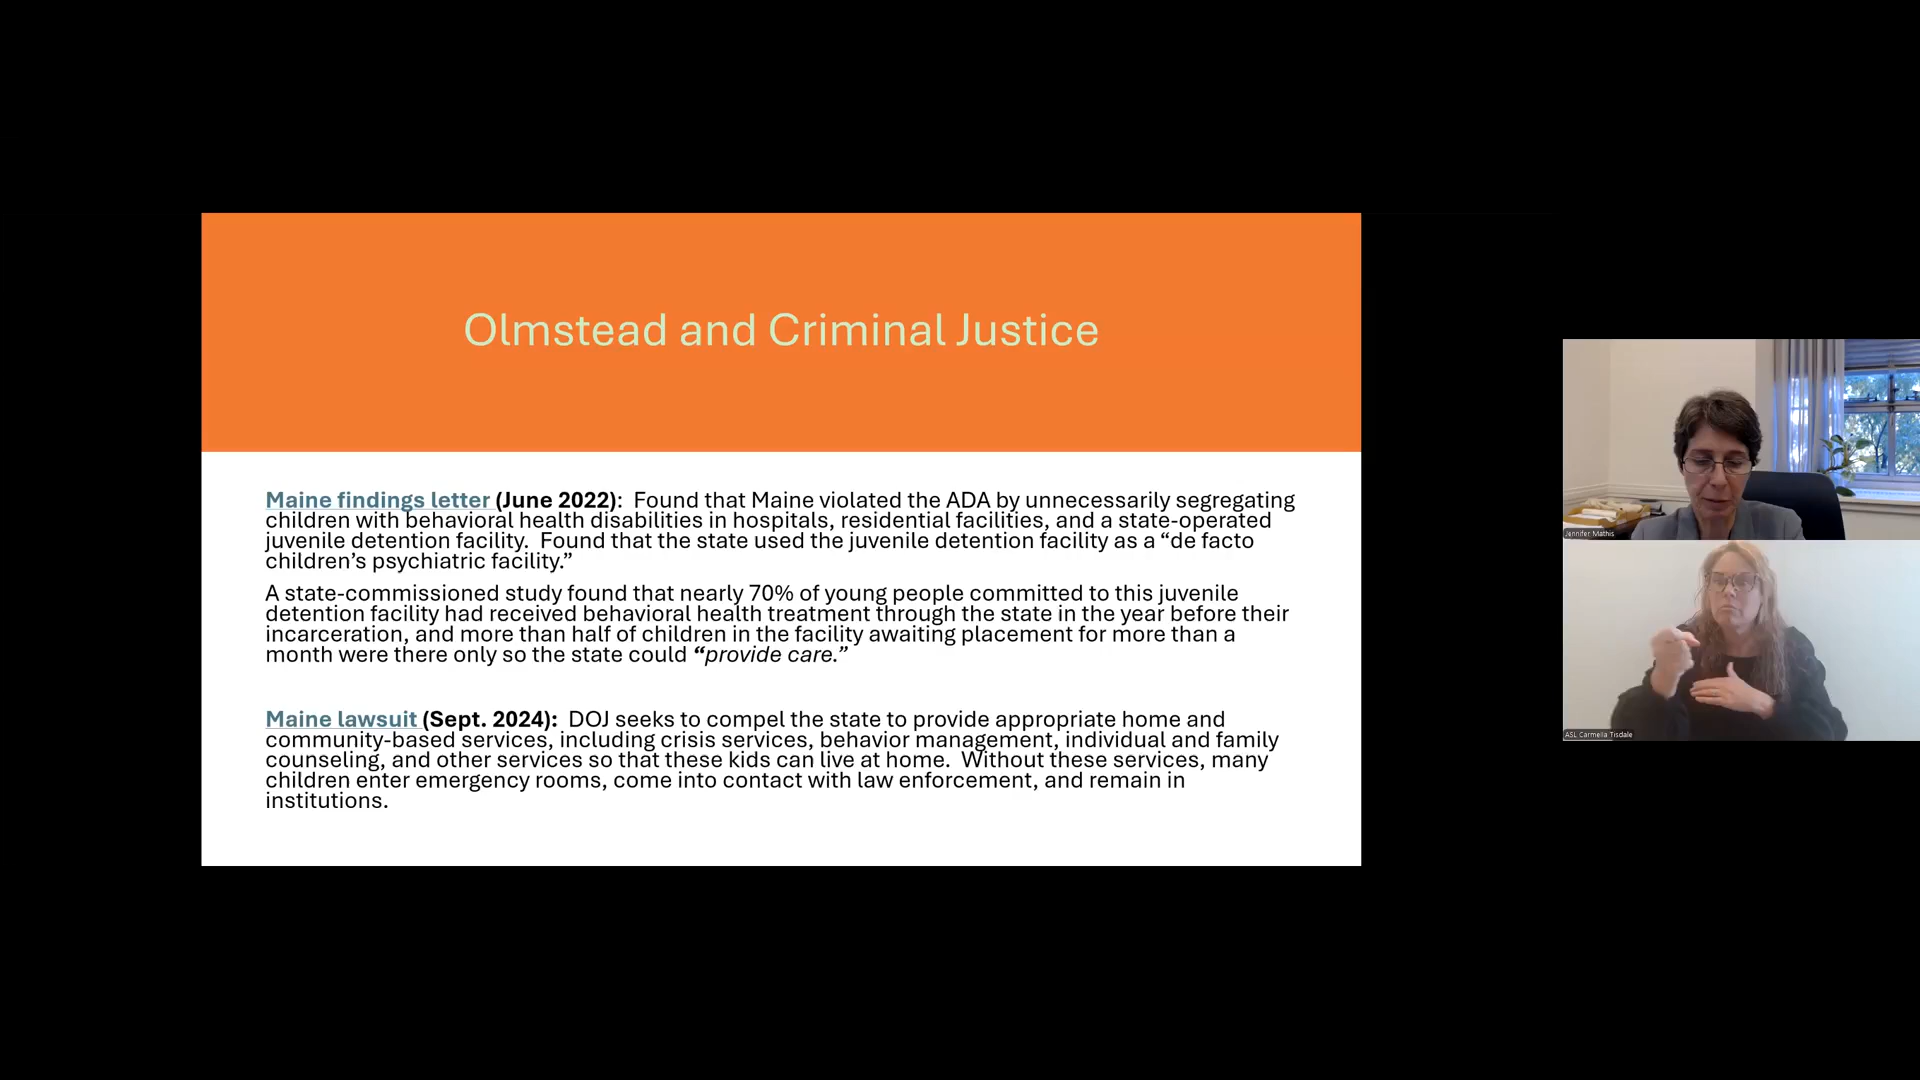 Olmstead and Criminal Justice
Maine findings letter (June 2022):  Found that Maine violated the ADA by unnecessarily segregating
children with behavioral health disabilities in hospitals, residential facilities, and a state-operated
juvenile detention facility.  Found that the state used the juvenile detention facility as a “de facto
children’s psychiatric facility.”
A state-commissioned study found that nearly 70% of young people committed to this juvenile
detention facility had received behavioral health treatment through the state in the year before their
incarceration, and more than half of children in the facility awaiting placement for more than a
month were there only so the state could “provide care.”
Maine lawsuit (Sept. 2024):  DOJ seeks to compel the state to provide appropriate home and
community-based services, including crisis services, behavior management, individual and family
counseling, and other services so that these kids can live at home.  Without these services, many
children enter emergency rooms, come into contact with law enforcement, and remain in
institutions.
Jennifer Mathis
ASL Carmella Tisdale